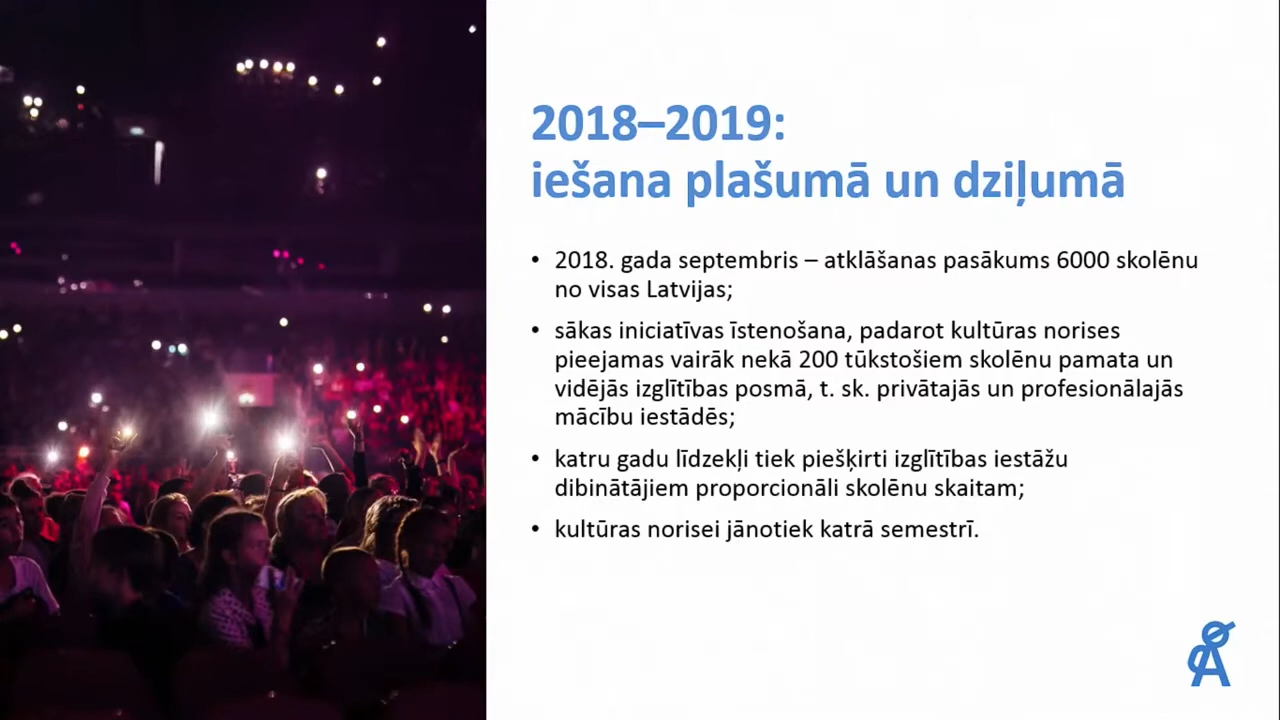 2018–2019:
iešana plašumā un dziļumā
• 2018. gada septembris – atklāšanas pasākums 6000 skolēnu
no visas Latvijas;
• sākas iniciatīvas īstenošana, padarot kultūras norises
pieejamas vairāk nekā 200 tūkstošiem skolēnu pamata un
vidējās izglītības posmā, t. sk. privātajās un profesionālajās
mācību iestādēs;
• katru gadu līdzekļi tiek piešķirti izglītības iestāžu
dibinātājiem proporcionāli skolēnu skaitam;
• kultūras norisei jānotiek katrā semestrī.